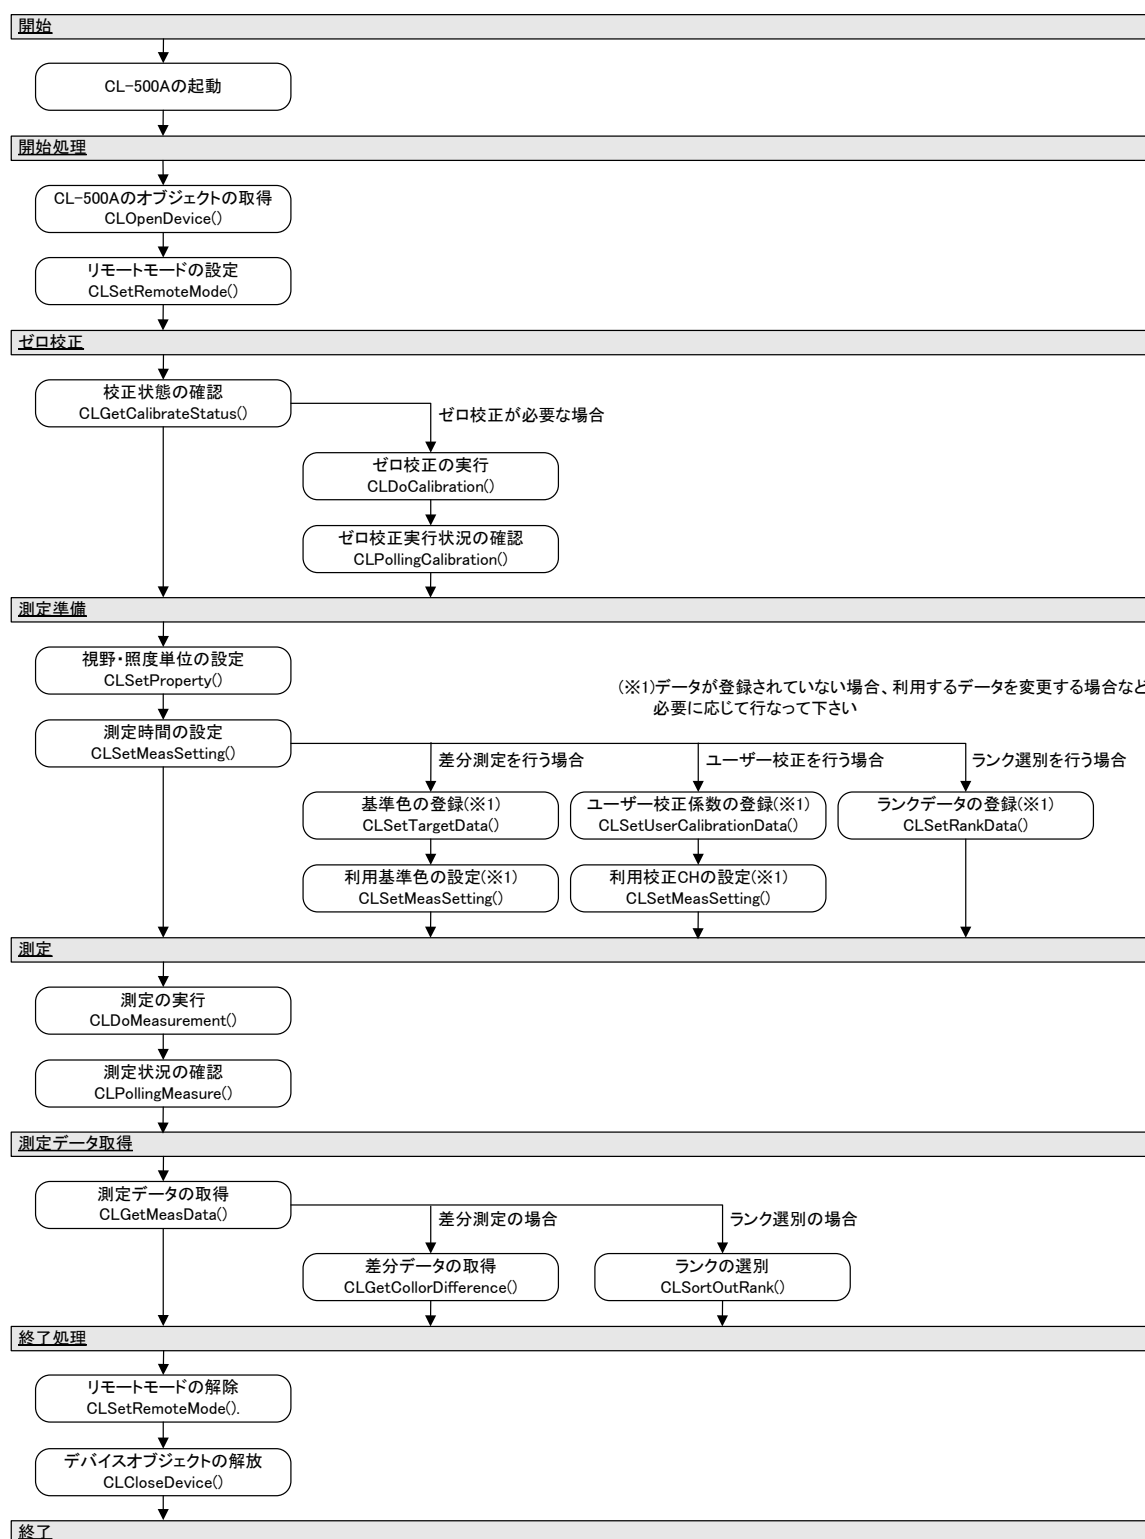 開始
CL-500Aの起動
開始処理
CL-500Aのオブジェクトの取得
CLOpenDevice()
リモートモードの設定
CLSetRemoteMode()
ゼロ校正
校正状態の確認
CLGetCalibrateStatus()
ゼロ校正が必要な場合
ゼロ校正の実行
CLDoCalibration()
ゼロ校正実行状況の確認
CLPollingCalibration()
測定準備
視野・照度単位の設定
CLSetProperty()
(※1)データが登録されていない場合、利用するデータを変更する場合など
必要に応じて行なって下さい
測定時間の設定
CLSetMeasSetting()
差分測定を行う場合
ユーザー校正を行う場合
ランク選別を行う場合
基準色の登録(※1)
CLSetTargetData()
ユーザー校正係数の登録(※1)
CLSetUserCalibrationData()
ランクデータの登録(※1)
CLSetRankData()
利用基準色の設定(※1)
CLSetMeasSetting()
利用校正CHの設定(※1)
CLSetMeasSetting()
測定
測定の実行
CLDoMeasurement()
測定状況の確認
CLPollingMeasure()
測定データ取得
測定データの取得
CLGetMeasData()
差分測定の場合
ランク選別の場合
差分データの取得
CLGetCollorDifference()
ランクの選別
CLSortOutRank()
終了処理
リモートモードの解除
CLSetRemoteMode().
デバイスオブジェクトの解放
CLCloseDevice()
終了